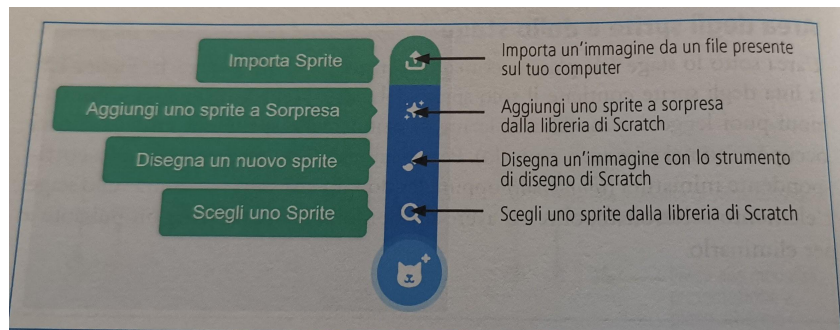 Importa Sprite
Importa un'immagine da un file presente
sul tuo computer
Aggiungi uno sprite a Sorpresa
Aggiungi uno sprite a sorpresa
dalla libreria di Scratch
Disegna un nuovo sprite
Disegna un'immagine con lo strumento
di disegno di Scratch
Scegli uno Sprite
Scegli uno sprite dalla libreria di Scratch